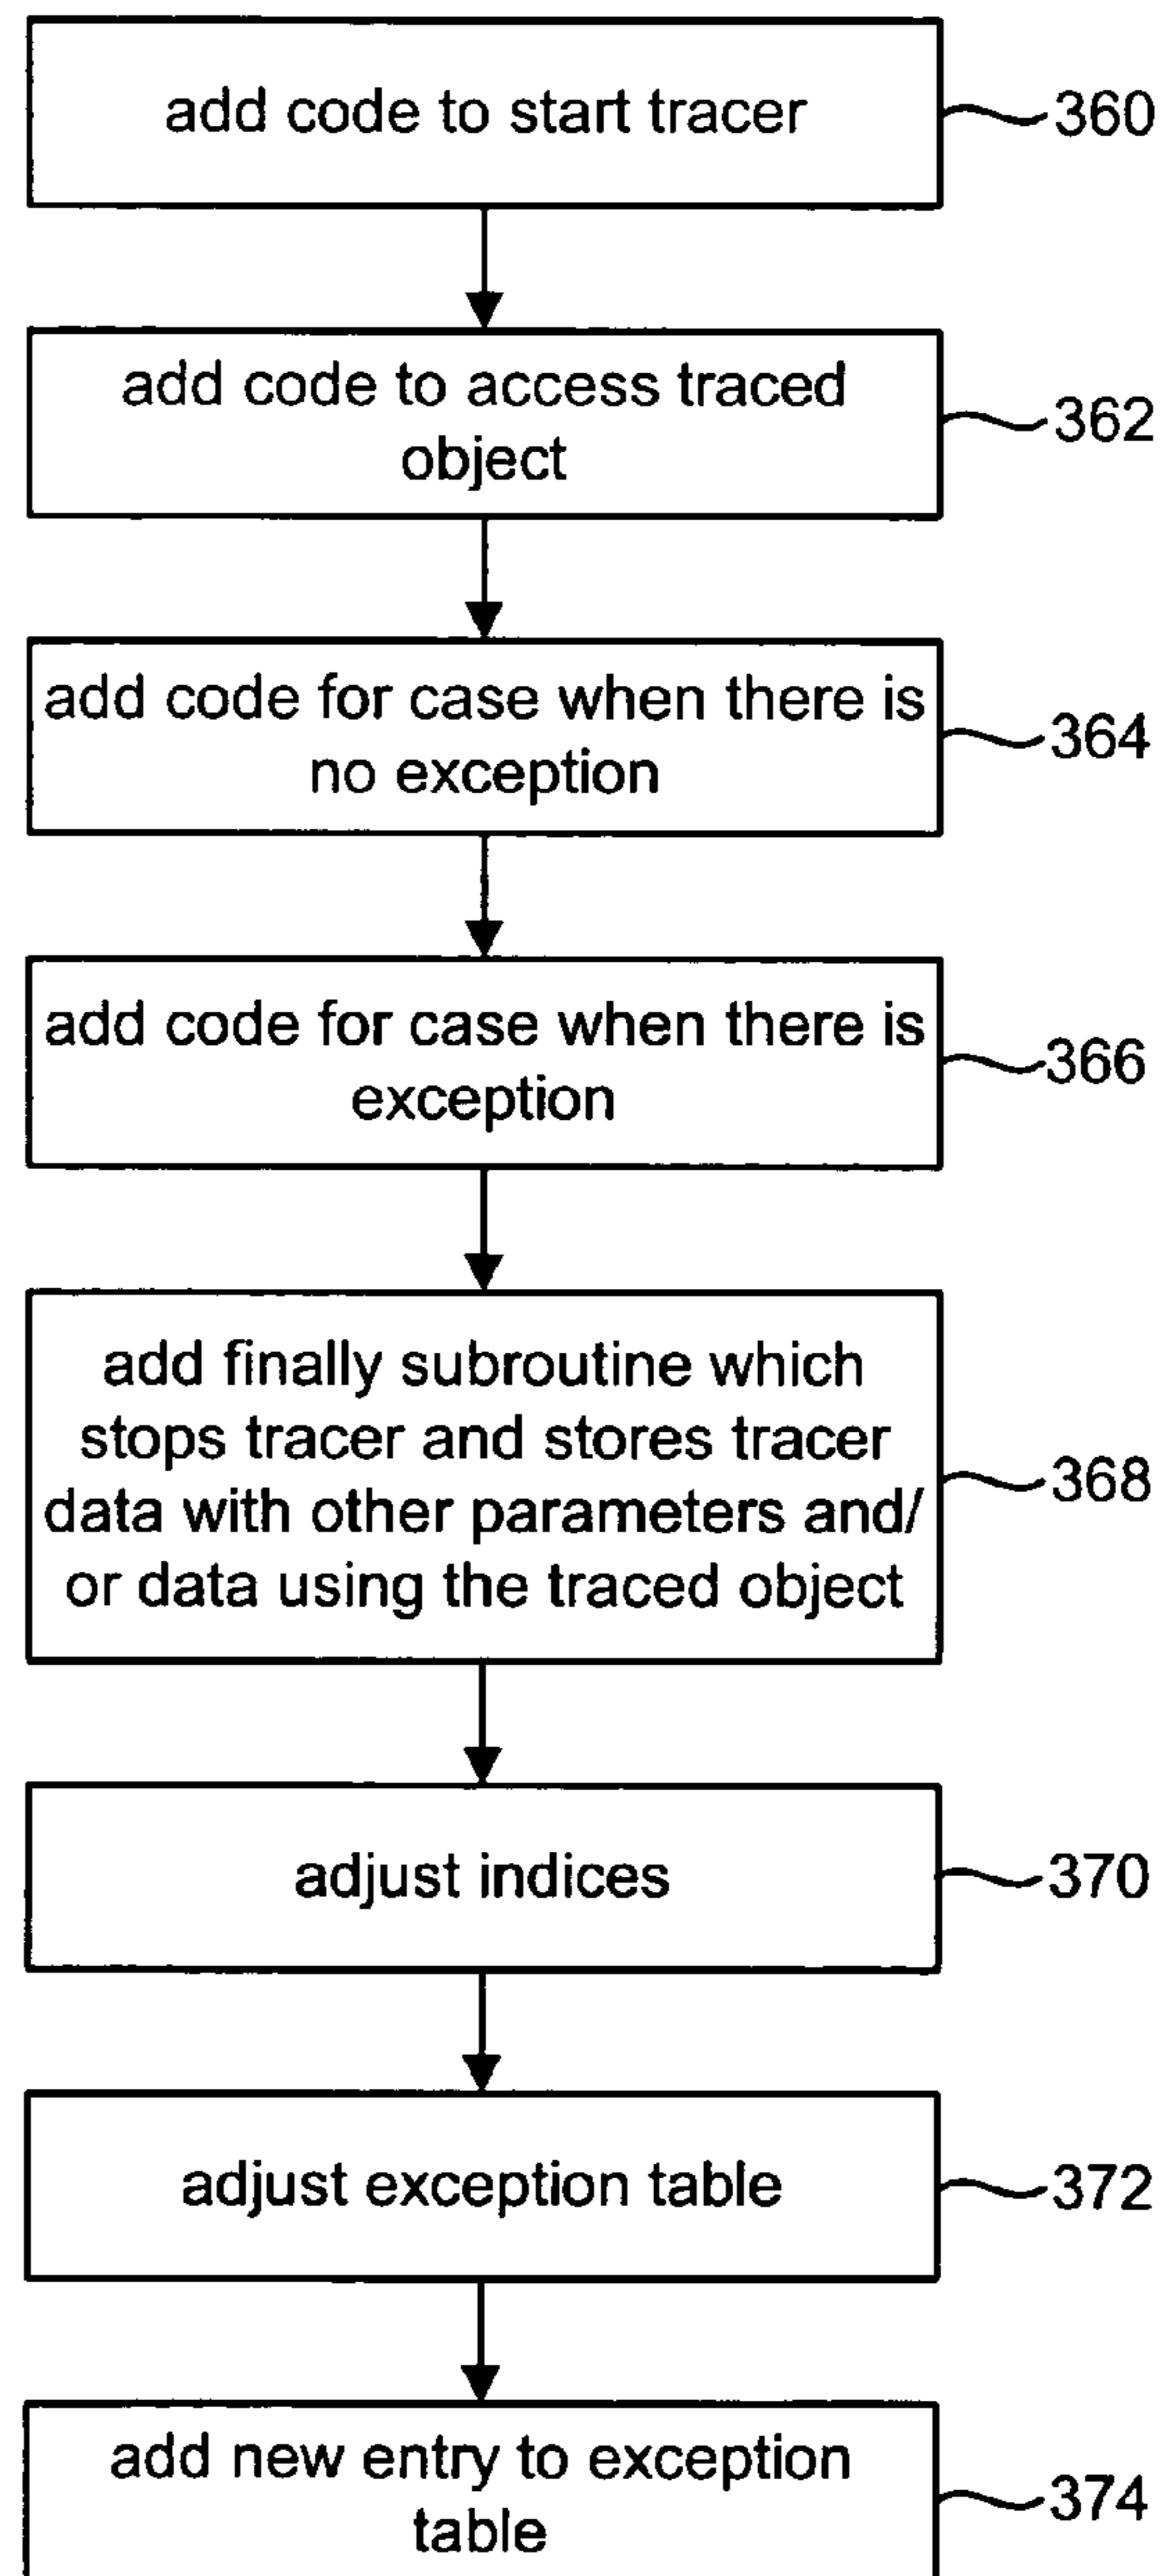 add code to start tracer
360
add code to access traced
object
362
add code for case when there is
no exception
364
add code for case when there is
exception
366
add finally subroutine which
stops tracer and stores tracer
data with other parameters and/
or data using the traced object
368
adjust indices
370
adjust exception table
372
add new entry to exception
table
374